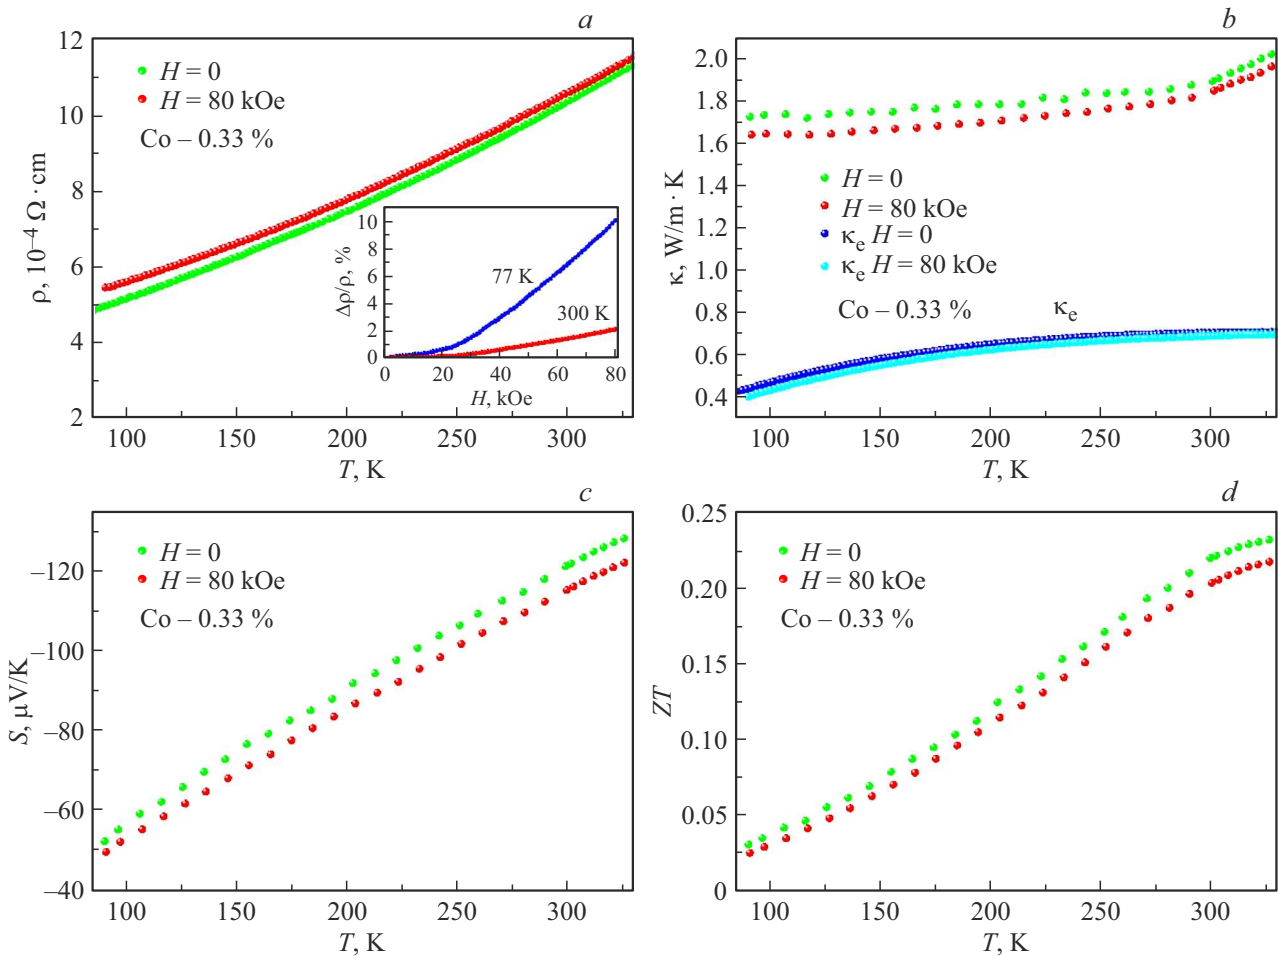 a
12
10
8
6
4
2
ρ, 10⁻⁴ Ω · cm
H = 0
H = 80 kOe
Co – 0.33 %
10
8
6
4
2
0
Δρ/ρ, %
77 K
300 K
0 20 40 60 80
H, kOe
100 150 200 250 300
T, K
b
2.0
1.8
1.6
1.4
1.2
1.0
0.8
0.6
0.4
κ, W/m · K
H = 0
H = 80 kOe
κₑ H = 0
κₑ H = 80 kOe
Co – 0.33 %
κₑ
100 150 200 250 300
T, K
c
–120
–100
–80
–60
–40
S, μV/K
H = 0
H = 80 kOe
Co – 0.33 %
100 150 200 250 300
T, K
d
0.25
0.20
0.15
0.10
0.05
0
ZT
H = 0
H = 80 kOe
Co – 0.33 %
100 150 200 250 300
T, K